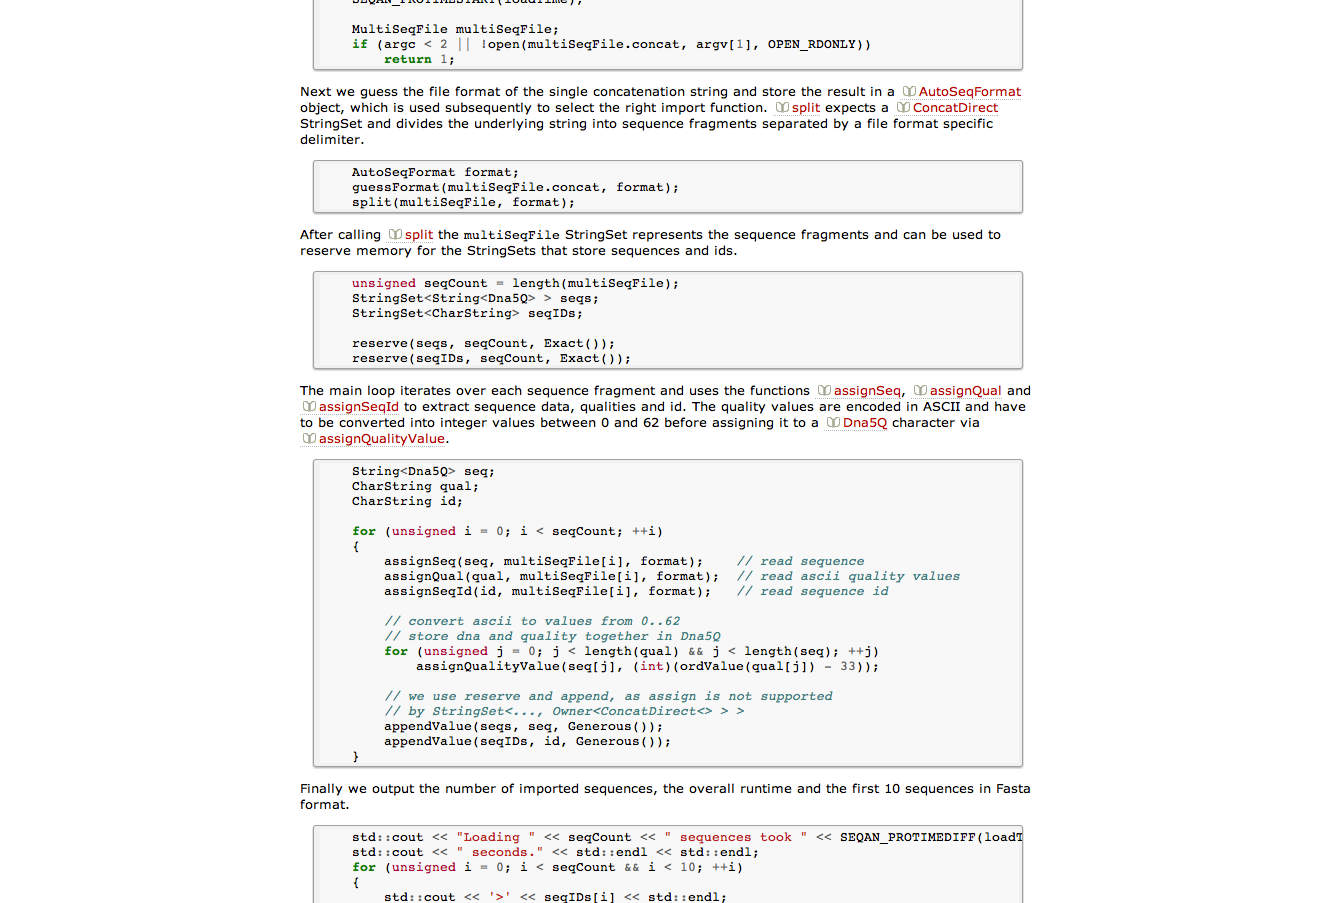 SEQAN_PROTIMESTART(loadTime);
MultiSeqFile multiSeqFile;
if (argc < 2 || !open(multiSeqFile.concat, argv[1], OPEN_RDONLY))
return 1;
Next we guess the file format of the single concatenation string and store the result in a AutoSeqFormat
object, which is used subsequently to select the right import function. split expects a ConcatDirect
StringSet and divides the underlying string into sequence fragments separated by a file format specific
delimiter.
AutoSeqFormat format;
guessFormat(multiSeqFile.concat, format);
split(multiSeqFile, format);
After calling split the multiSeqFile StringSet represents the sequence fragments and can be used to
reserve memory for the StringSets that store sequences and ids.
unsigned seqCount = length(multiSeqFile);
StringSet<String<Dna5Q> > seqs;
StringSet<CharString> seqIDs;
reserve(seqs, seqCount, Exact());
reserve(seqIDs, seqCount, Exact());
The main loop iterates over each sequence fragment and uses the functions assignSeq, assignQual and
assignSeqId to extract sequence data, qualities and id. The quality values are encoded in ASCII and have
to be converted into integer values between 0 and 62 before assigning it to a Dna5Q character via
assignQualityValue.
String<Dna5Q> seq;
CharString qual;
CharString id;
for (unsigned i = 0; i < seqCount; ++i)
{
assignSeq(seq, multiSeqFile[i], format);    // read sequence
assignQual(qual, multiSeqFile[i], format);  // read ascii quality values
assignSeqId(id, multiSeqFile[i], format);   // read sequence id
// convert ascii to values from 0..62
// store dna and quality together in Dna5Q
for (unsigned j = 0; j < length(qual) && j < length(seq); ++j)
assignQualityValue(seq[j], (int)(ordValue(qual[j]) - 33));
// we use reserve and append, as assign is not supported
// by StringSet<..., Owner<ConcatDirect<> > >
appendValue(seqs, seq, Generous());
appendValue(seqIDs, id, Generous());
}
Finally we output the number of imported sequences, the overall runtime and the first 10 sequences in Fasta
format.
std::cout << "Loading " << seqCount << " sequences took " << SEQAN_PROTIMEDIFF(loadT
std::cout << " seconds." << std::endl << std::endl;
for (unsigned i = 0; i < seqCount && i < 10; ++i)
{
std::cout << '>' << seqIDs[i] << std::endl;